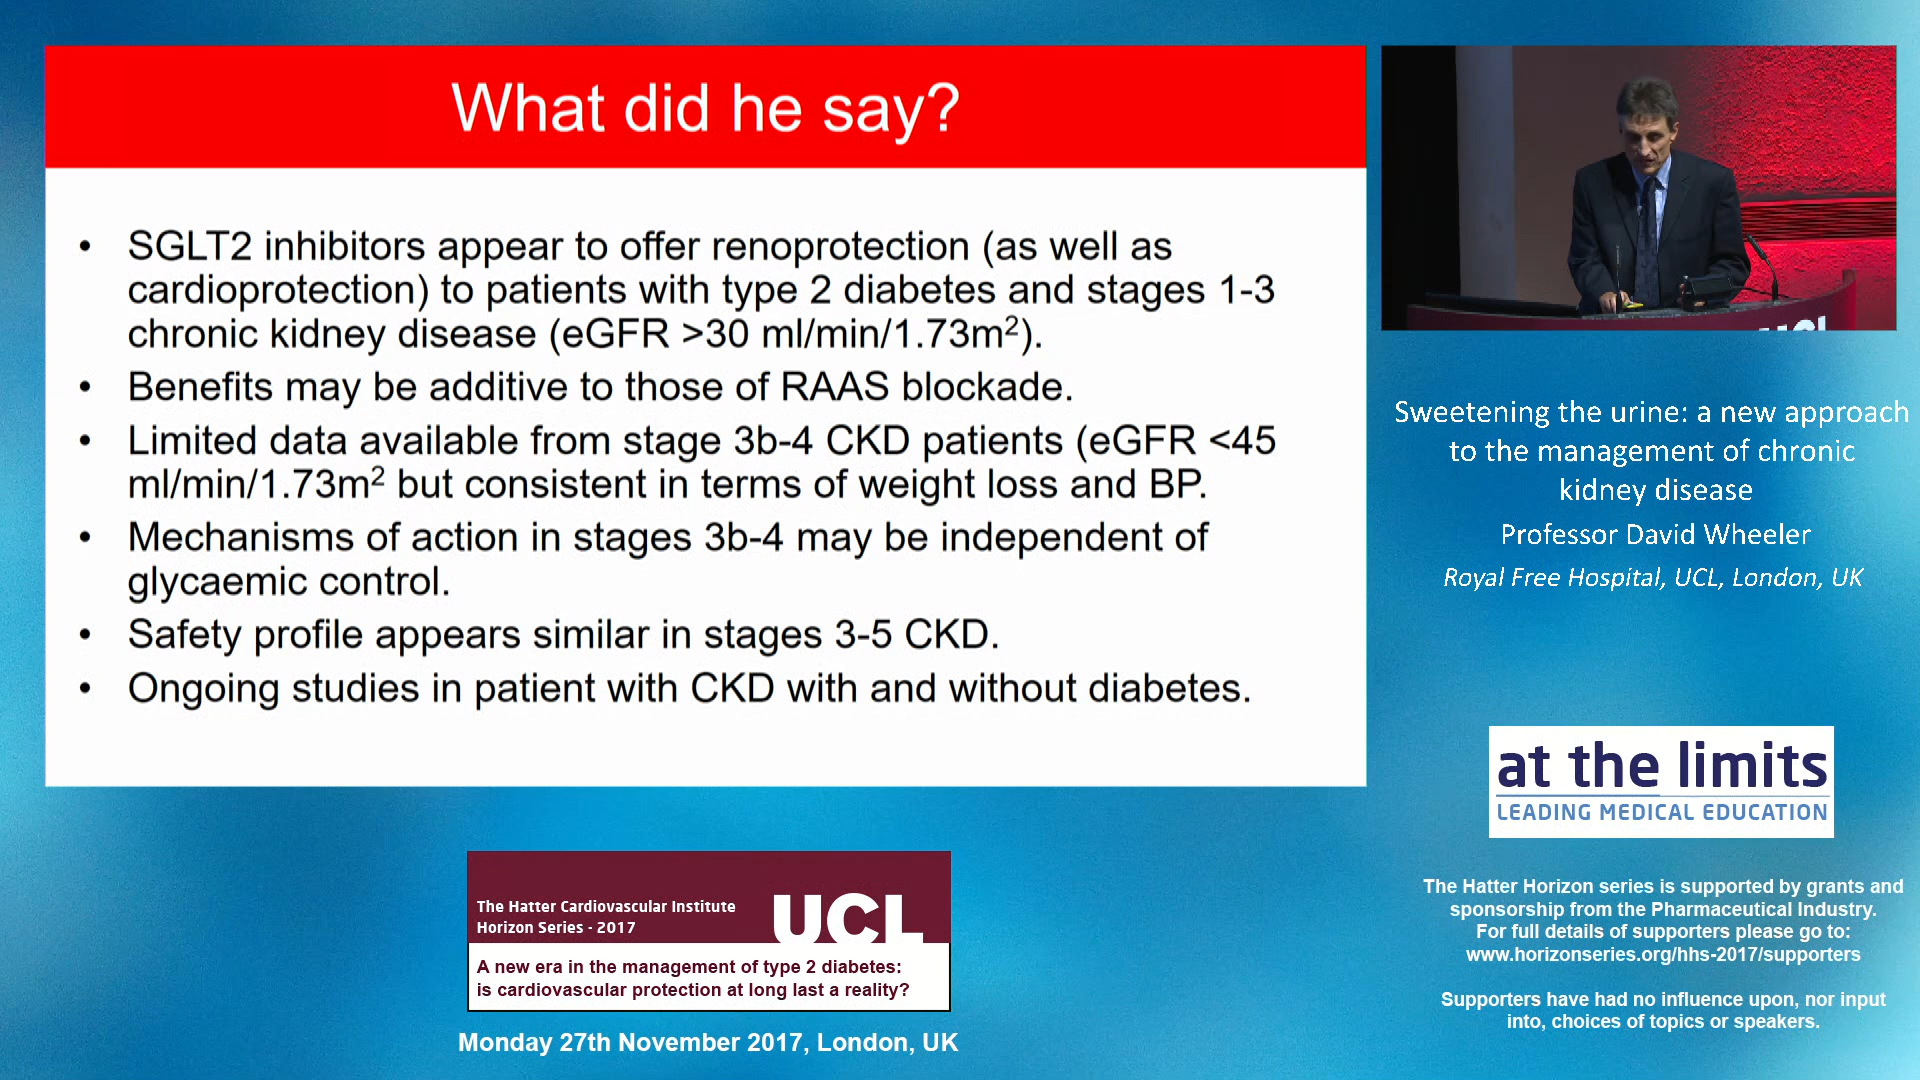 What did he say?
• SGLT2 inhibitors appear to offer renoprotection (as well as
cardioprotection) to patients with type 2 diabetes and stages 1-3
chronic kidney disease (eGFR >30 ml/min/1.73m²).
• Benefits may be additive to those of RAAS blockade.
• Limited data available from stage 3b-4 CKD patients (eGFR <45
ml/min/1.73m² but consistent in terms of weight loss and BP.
• Mechanisms of action in stages 3b-4 may be independent of
glycaemic control.
• Safety profile appears similar in stages 3-5 CKD.
• Ongoing studies in patient with CKD with and without diabetes.
UCL
Sweetening the urine: a new approach
to the management of chronic
kidney disease
Professor David Wheeler
Royal Free Hospital, UCL, London, UK
at the limits
LEADING MEDICAL EDUCATION
The Hatter Horizon series is supported by grants and
sponsorship from the Pharmaceutical Industry.
For full details of supporters please go to:
www.horizonseries.org/hhs-2017/supporters
Supporters have had no influence upon, nor input
into, choices of topics or speakers.
The Hatter Cardiovascular Institute
Horizon Series - 2017
UCL
A new era in the management of type 2 diabetes:
is cardiovascular protection at long last a reality?
Monday 27th November 2017, London, UK